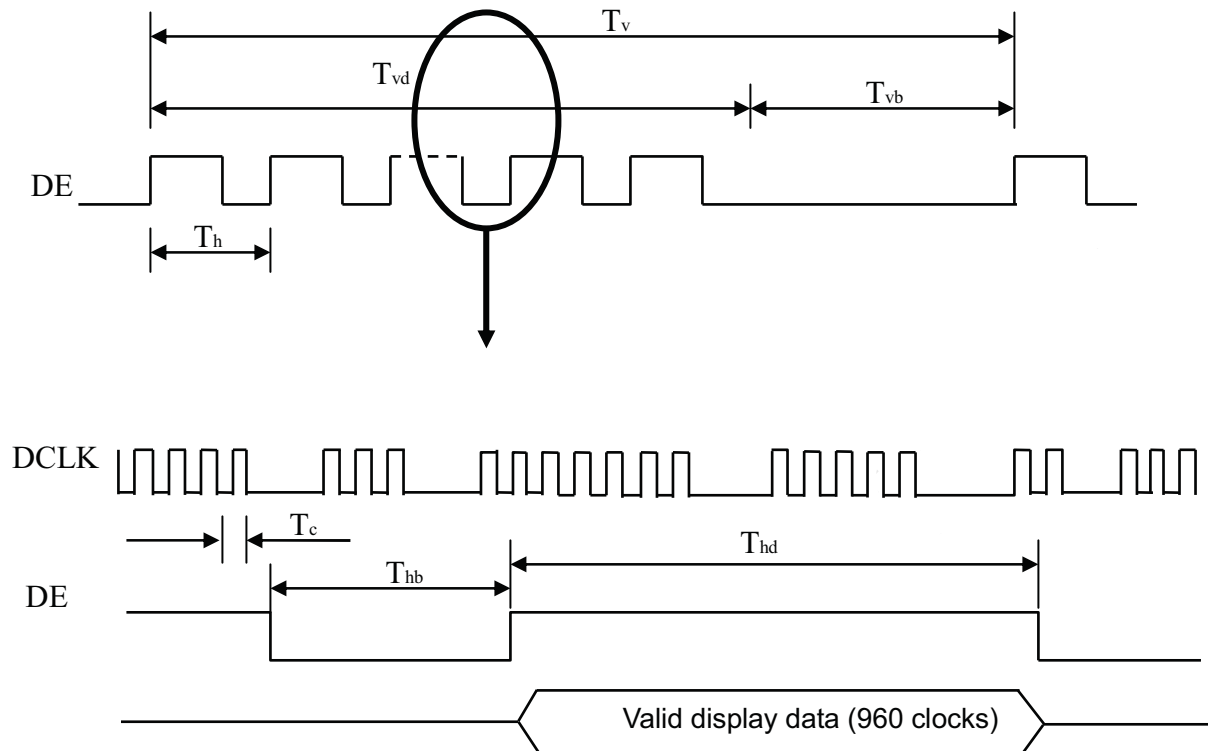 Tv
Tvd
Tvb
DE
Th
DCLK
Tc
Thd
Thb
DE
Valid display data (960 clocks)